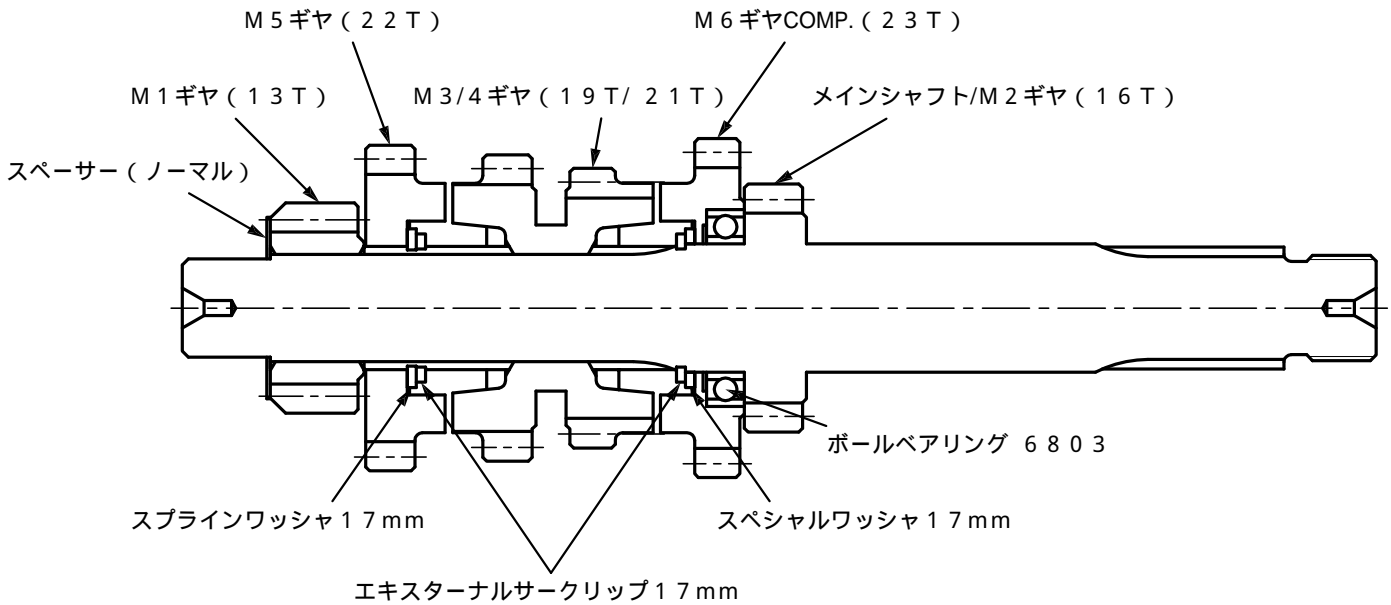 M5ギヤ(22T)
M6ギヤCOMP.(23T)
M1ギヤ(13T)
M3/4ギヤ(19T/21T)
メインシャフト/M2ギヤ(16T)
スペーサー(ノーマル)
ボールベアリング 6803
スプラインワッシャ17mm
スペシャルワッシャ17mm
エキスターナルサークリップ17mm